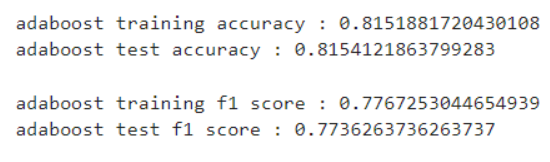 adaboost training accuracy : 0.8151881720430108
adaboost test accuracy : 0.8154121863799283
adaboost training f1 score : 0.7767253044654939
adaboost test f1 score : 0.7736263736263737